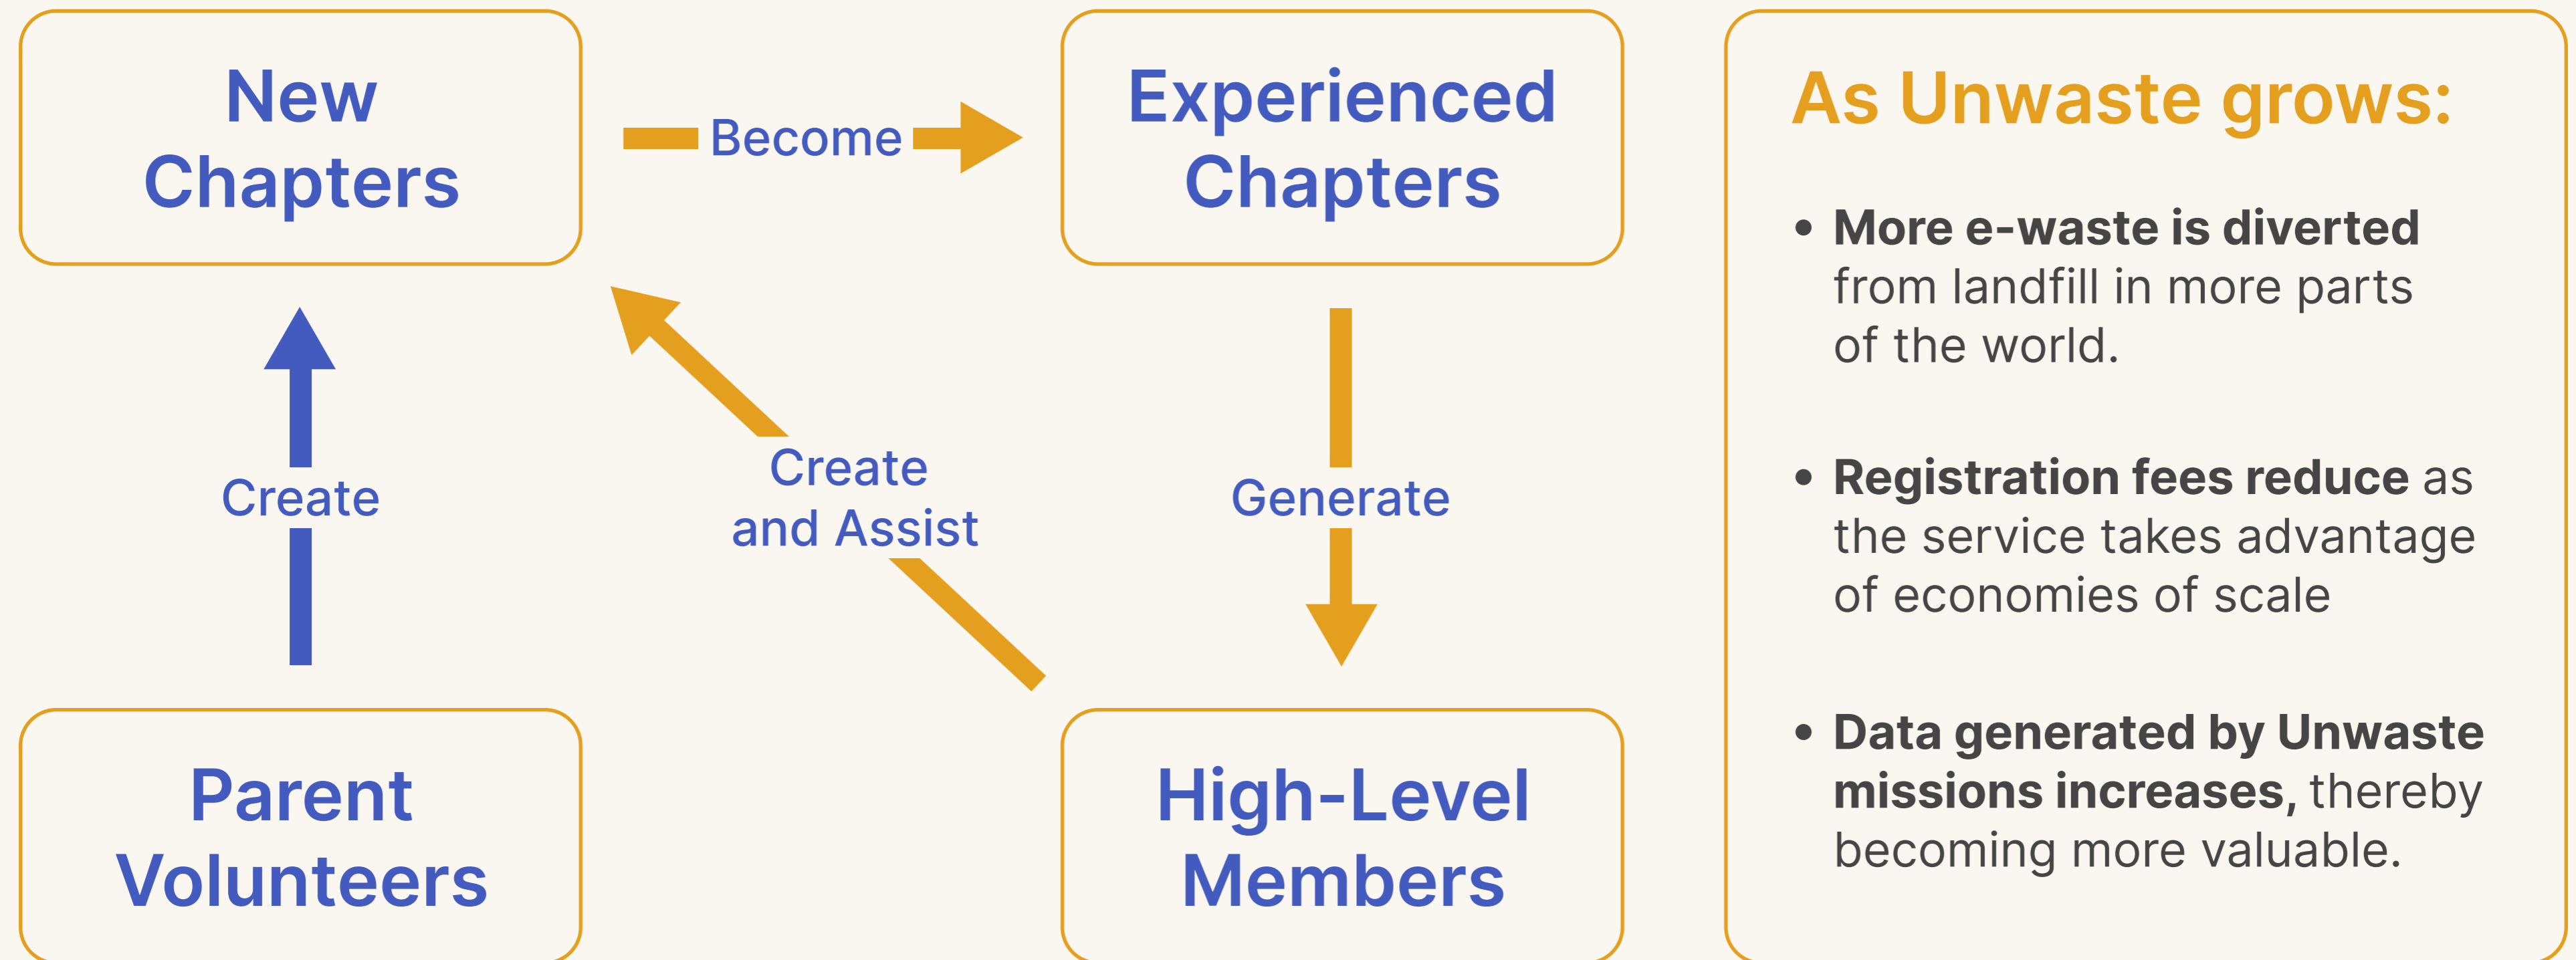 New
Chapters
Become
Experienced
Chapters
Create
Create
and Assist
Generate
Parent
Volunteers
High-Level
Members
As Unwaste grows:
• More e-waste is diverted
from landfill in more parts
of the world.
• Registration fees reduce as
the service takes advantage
of economies of scale
• Data generated by Unwaste
missions increases, thereby
becoming more valuable.